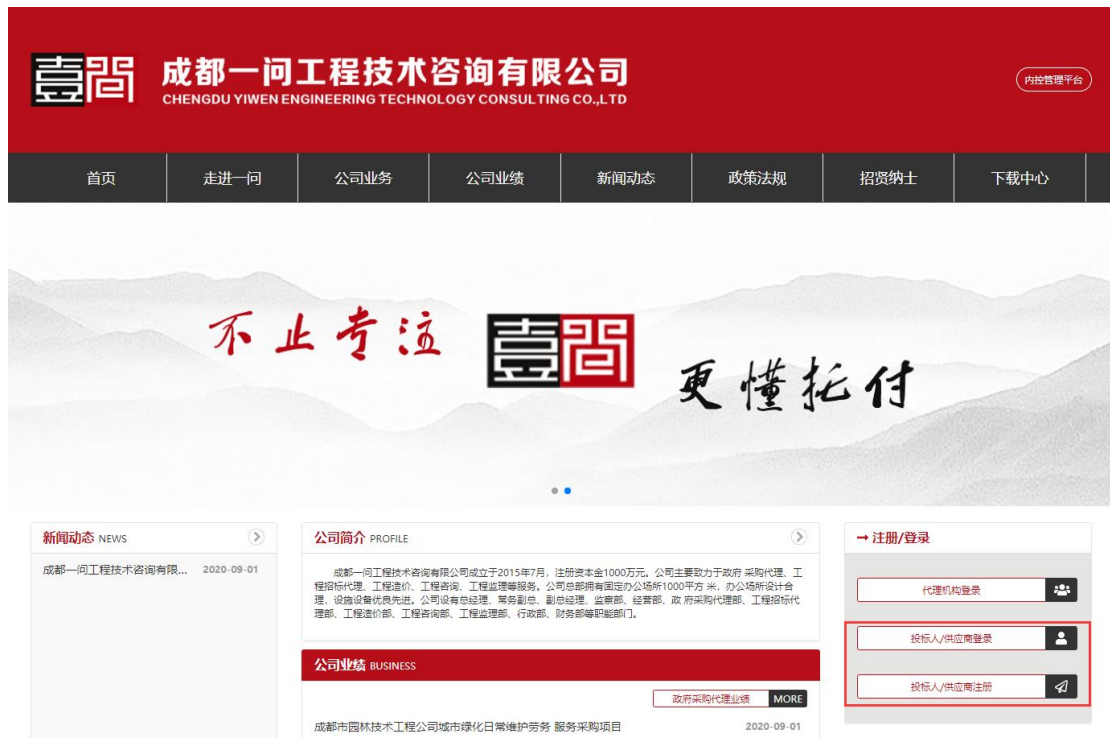 壹問
成都一问工程技术咨询有限公司
CHENGDU YIWEN ENGINEERING TECHNOLOGY CONSULTING CO.,LTD
内控管理平台
首页 走进一问 公司业务 公司业绩 新闻动态 政策法规 招贤纳士 下载中心
不止专注
壹問
更懂托付
新闻动态 NEWS
成都一问工程技术咨询有限... 2020-09-01
公司简介 PROFILE
成都一问工程技术咨询有限公司成立于2015年7月，注册资本金1000万元。公司主要致力于政府 采购代理、工
程招标代理、工程造价、工程咨询、工程监理等服务。公司总部拥有固定办公场所1000平方 米，办公场所设计合
理，设施设备优良先进。公司设有总经理、常务副总、副总经理、监察部、经营部、政 府采购代理部、工程招标代
理部、工程造价部、工程咨询部、工程监理部、行政部、财务部等职能部门。
公司业绩 BUSINESS
政府采购代理业绩 MORE
成都市园林技术工程公司城市绿化日常维护劳务 服务采购项目 2020-09-01
→ 注册/登录
代理机构登录
投标人/供应商登录
投标人/供应商注册